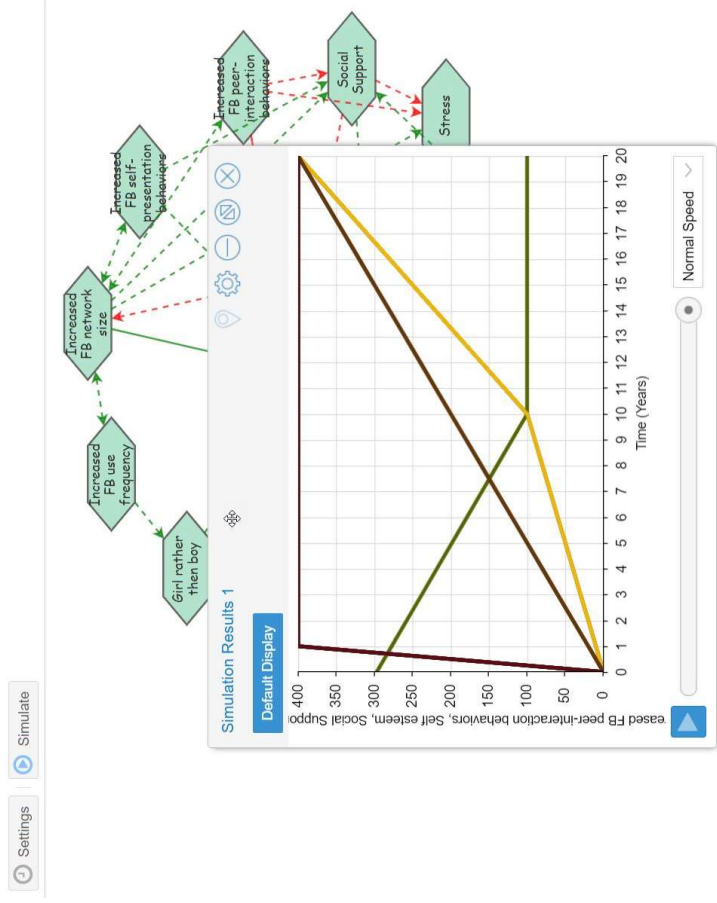 Settings
Simulate
Increased
FB peer-
interaction
behaviors
Social
Support
Stress
Increased
FB self-
presentation
behaviors
Increased
FB network
size
Increased
FB use
frequency
Girl rather
then boy
Simulation Results 1
Default Display
400
350
300
250
200
150
100
50
0
eased FB peer-interaction behaviors, Self esteem, Social Suppor
0 1 2 3 4 5 6 7 8 9 10 11 12 13 14 15 16 17 18 19 20
Time (Years)
Normal Speed